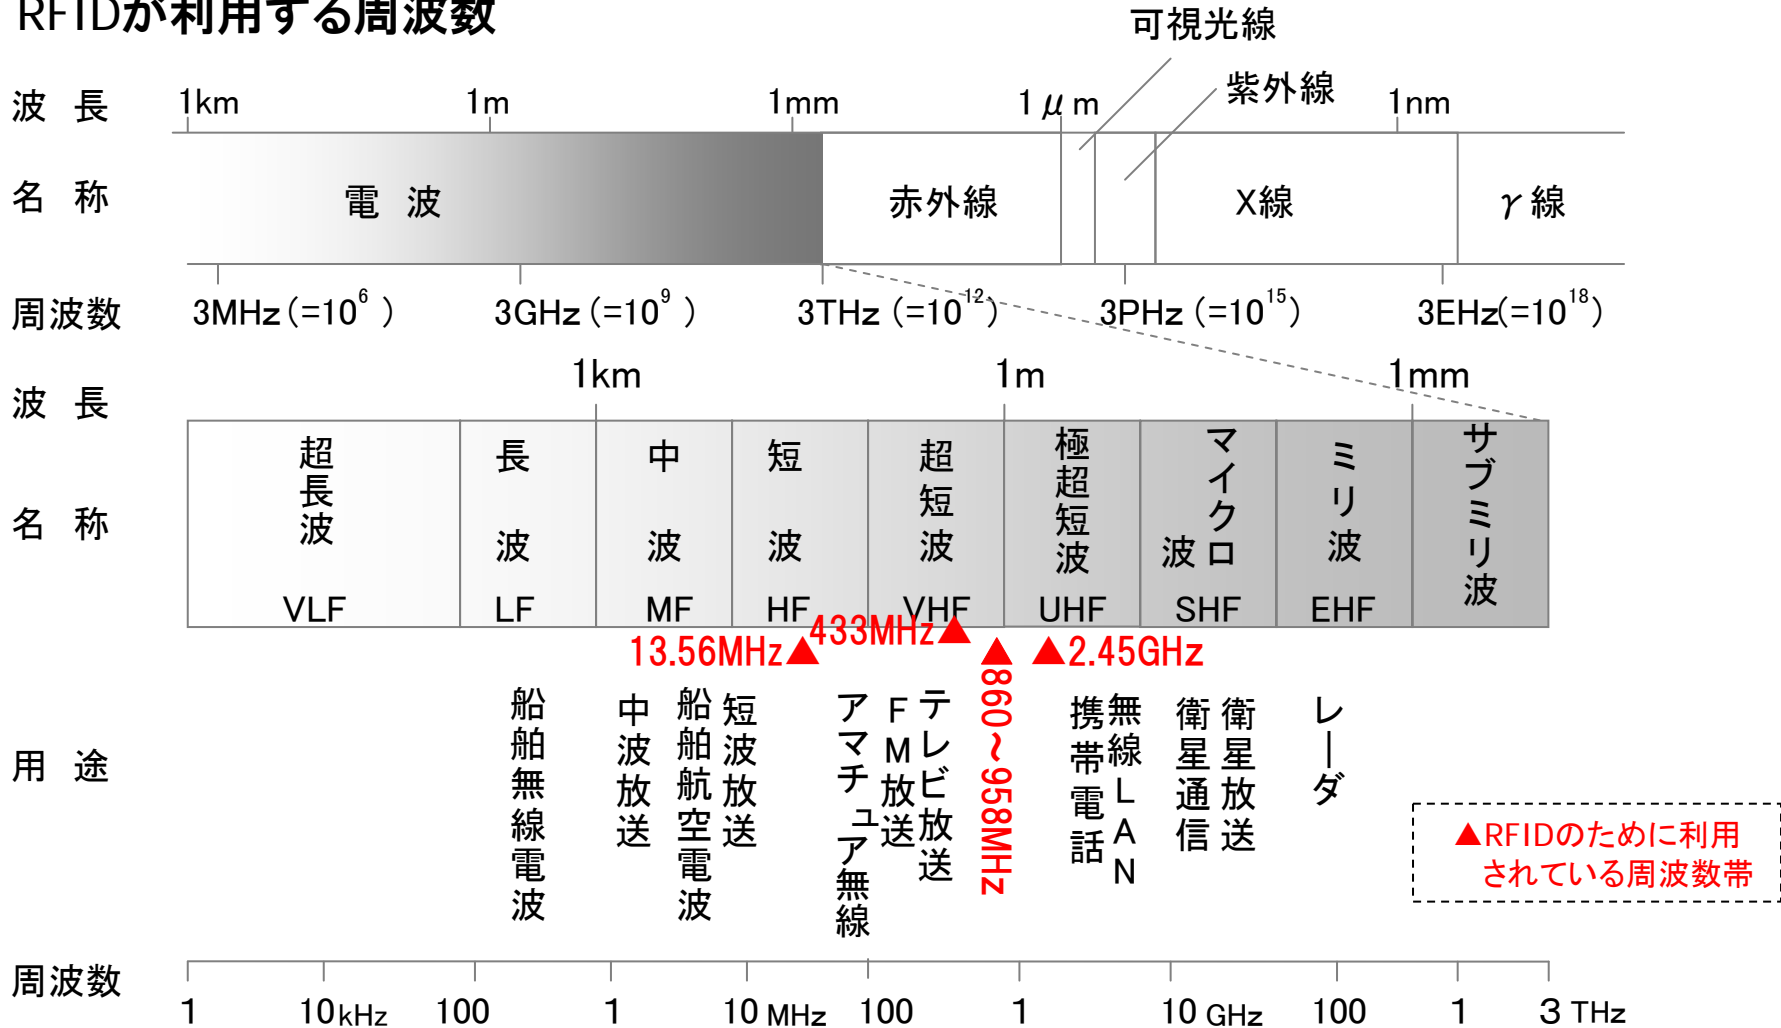 RFIDが利用する周波数
可視光線
紫外線
波 長 1km 1m 1mm 1μm 1nm
名 称 電 波 赤外線 X線 γ線
周波数 3MHz(=10⁶ ) 3GHz(=10⁹ ) 3THz(=10¹²) 3PHz(=10¹⁵) 3EHz(=10¹⁸)
波 長 1km 1m 1mm
名 称
超長波 VLF
長波 LF
中波 MF
短波 HF
超短波 VHF
極超短波 UHF
マイクロ波 SHF
ミリ波 EHF
サブミリ波
13.56MHz▲
433MHz▲
▲860~958MHz
▲2.45GHz
用 途
船舶無線電波
中波放送
船舶航空電波
短波放送
アマチュア無線
FM放送
テレビ放送
携帯電話
無線LAN
衛星通信
衛星放送
レーダ
▲RFIDのために利用
されている周波数帯
周波数 1 10kHz 100 1 10 MHz 100 1 10 GHz 100 1 3 THz